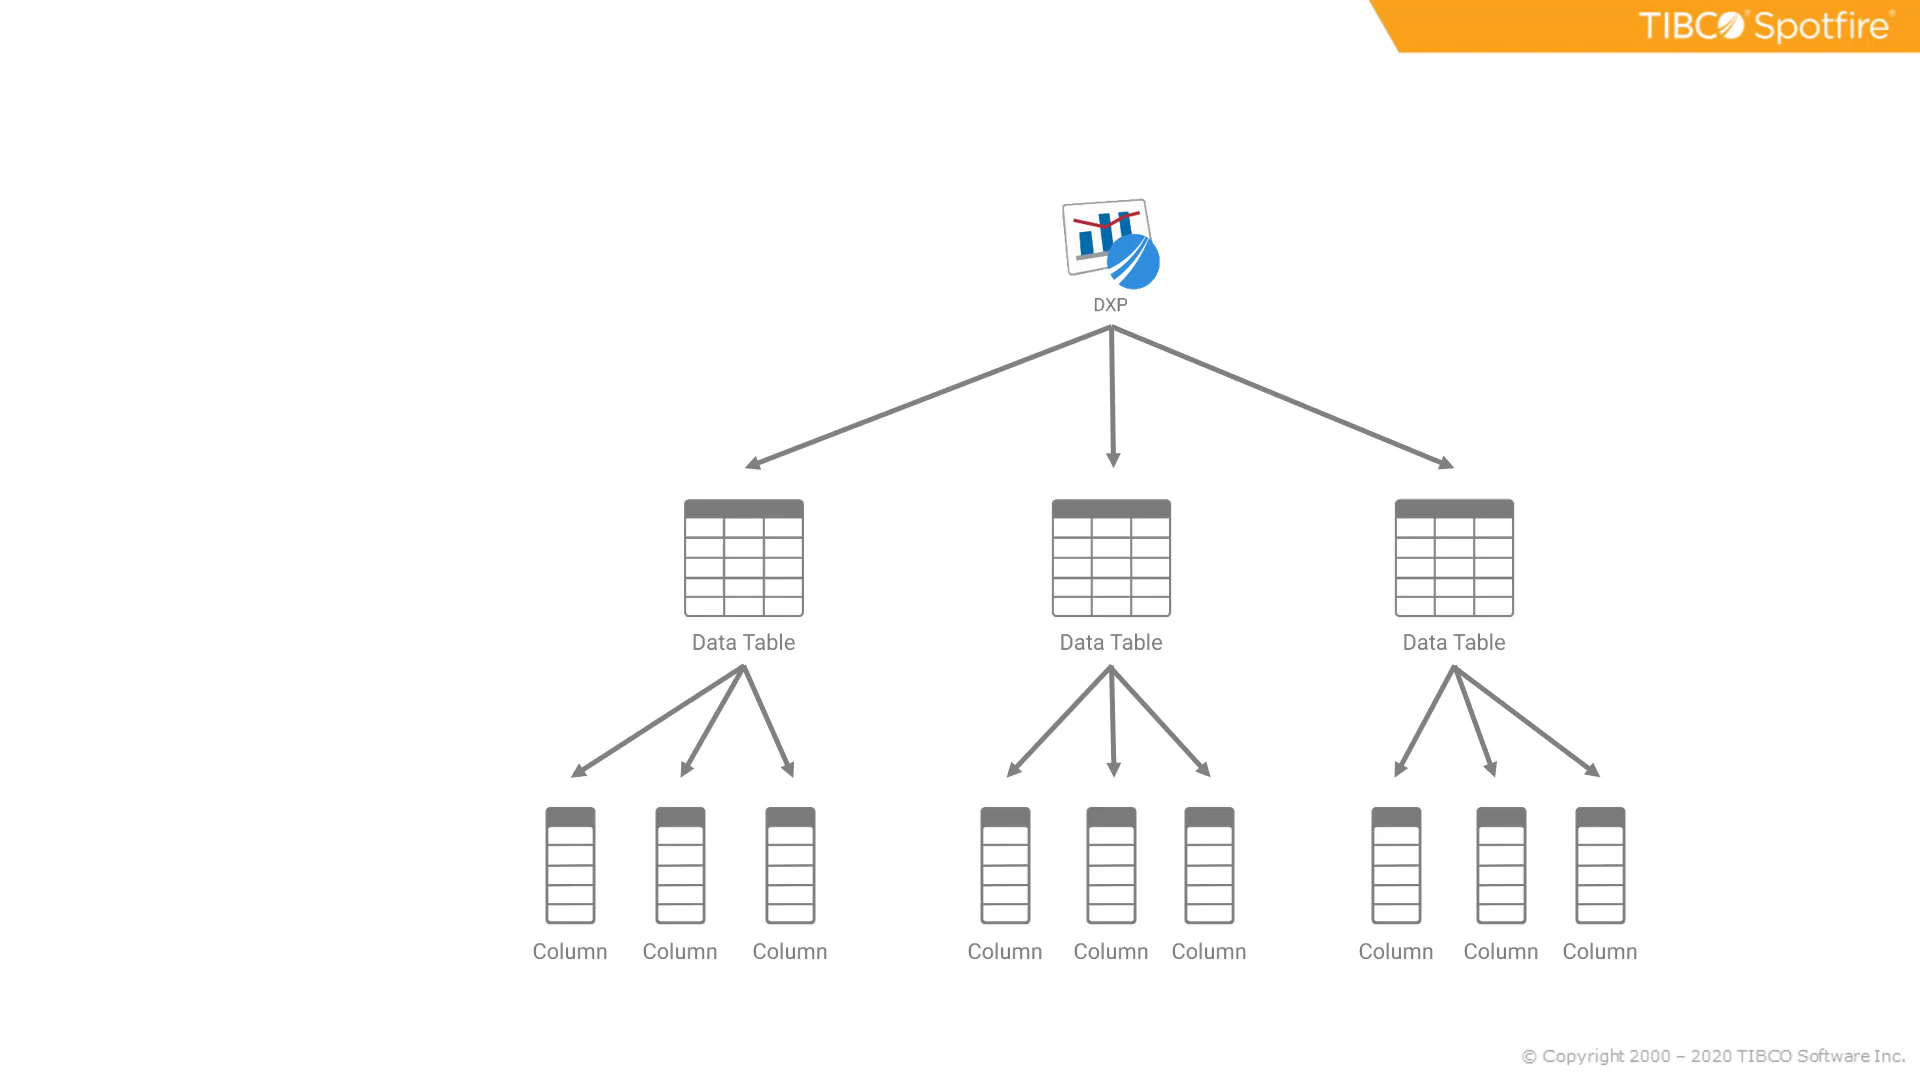 TIBCO® Spotfire®
DXP
Data Table Data Table Data Table
Column Column Column Column Column Column Column Column Column
© Copyright 2000 – 2020 TIBCO Software Inc.